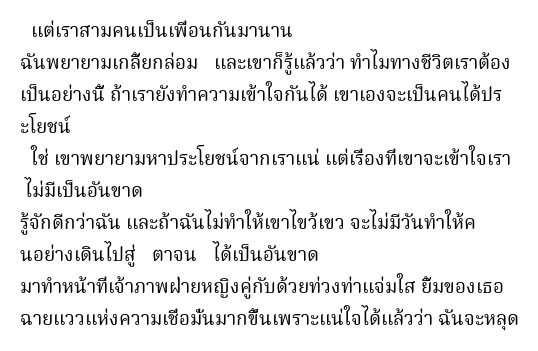 แต่เราสามคนเป็นเพื่อนกันมานาน
ฉันพยายามเกลี้ยกล่อม   และเขาก็รู้แล้วว่า ทำไมทางชีวิตเราต้อง
เป็นอย่างนี้ ถ้าเรายังทำความเข้าใจกันได้ เขาเองจะเป็นคนได้ปร
ะโยชน์
ใช่ เขาพยายามหาประโยชน์จากเราแน่ แต่เรื่องที่เขาจะเข้าใจเรา
ไม่มีเป็นอันขาด
รู้จักดีกว่าฉัน และถ้าฉันไม่ทำให้เขาไขว้เขว จะไม่มีวันทำให้ค
นอย่างเดินไปสู่   ตาจน   ได้เป็นอันขาด
มาทำหน้าที่เจ้าภาพฝ่ายหญิงคู่กับด้วยท่วงท่าแจ่มใส ยิ้มของเธอ
ฉายแววแห่งความเชื่อมั่นมากขึ้นเพราะแน่ใจได้แล้วว่า ฉันจะหลุด